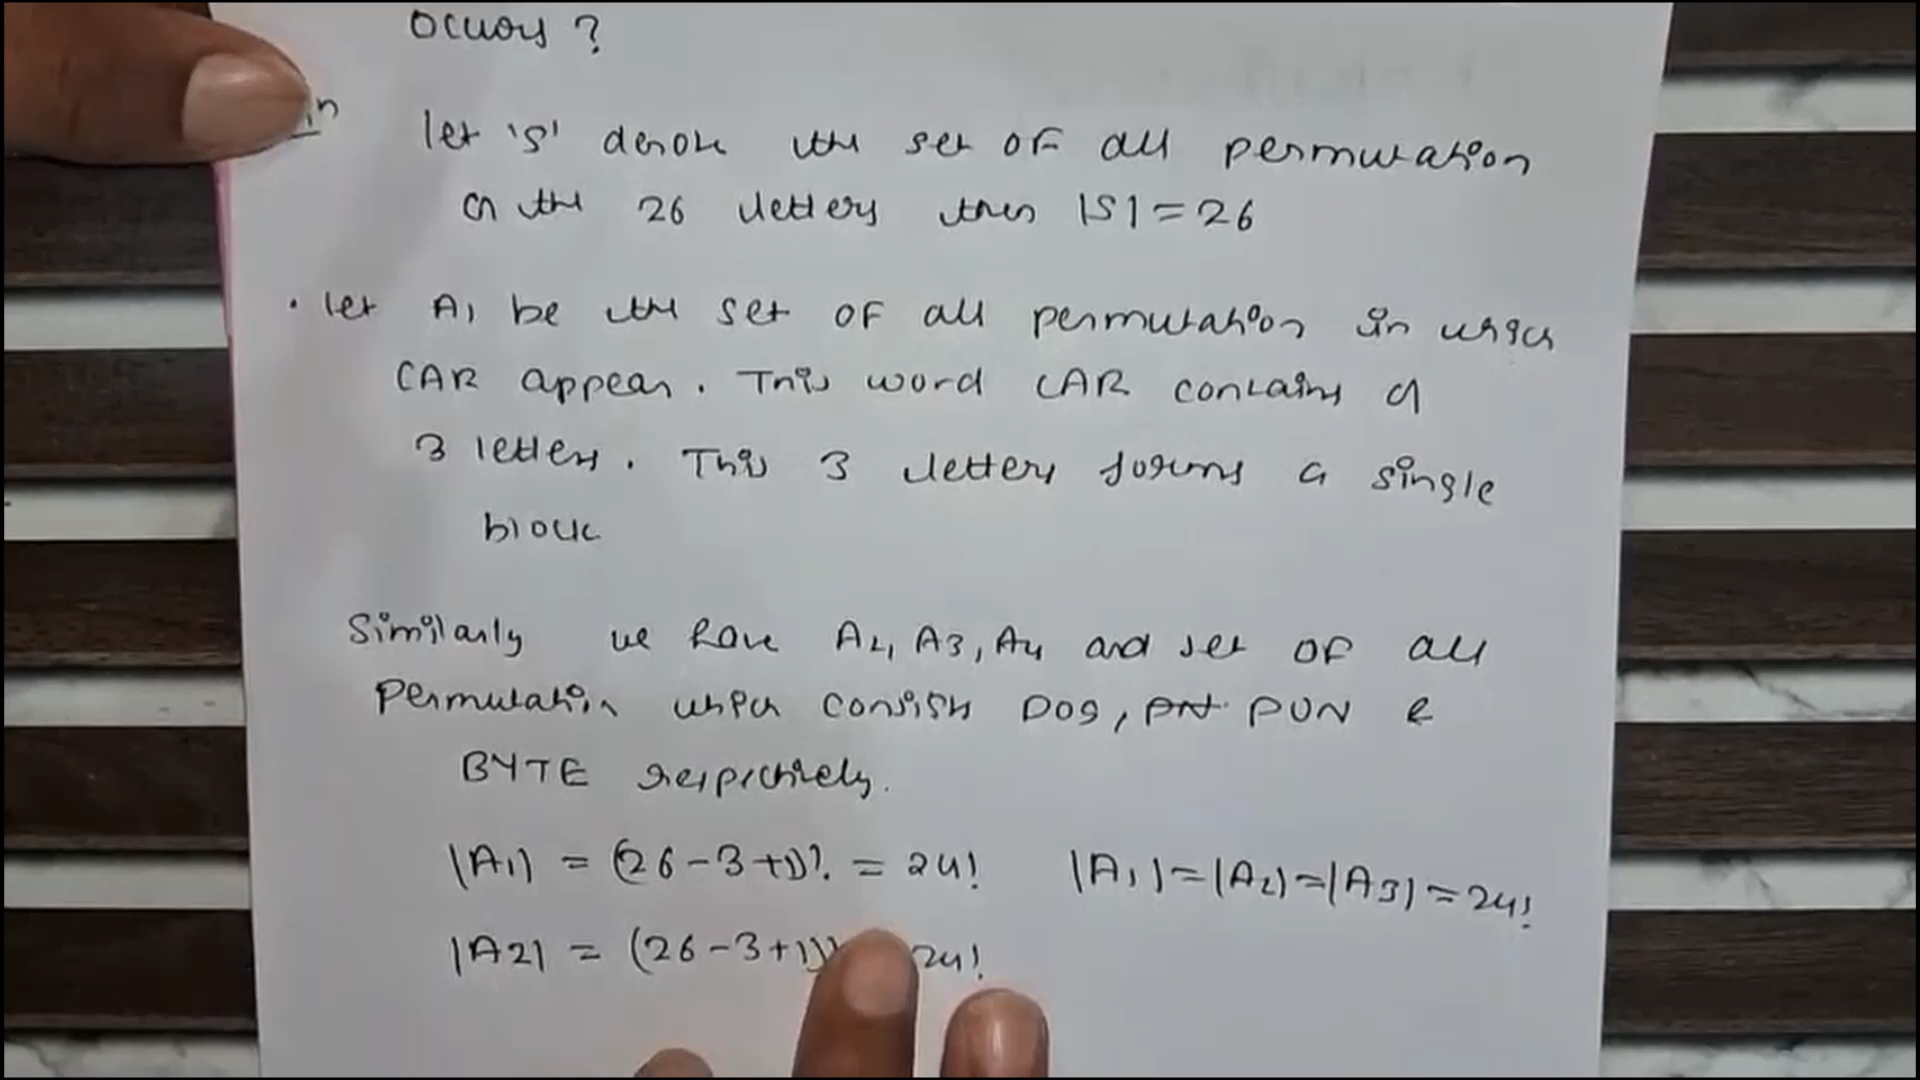 Occurs ?
in
let 's' denote the set of all permutation
on the 26 letters then |S| = 26
• let A1 be the set of all permutation in which
CAR appear. This word CAR contains a
3 letters. This 3 letters forms a single
block
Similarly we have A2, A3, A4 and set of all
permutation which consists DOG, PUN &
BYTE respectively.
|A1| = (26-3+1)! = 24! |A1|=|A2|=|A3|=24!
|A2| = (26-3+1) 24!